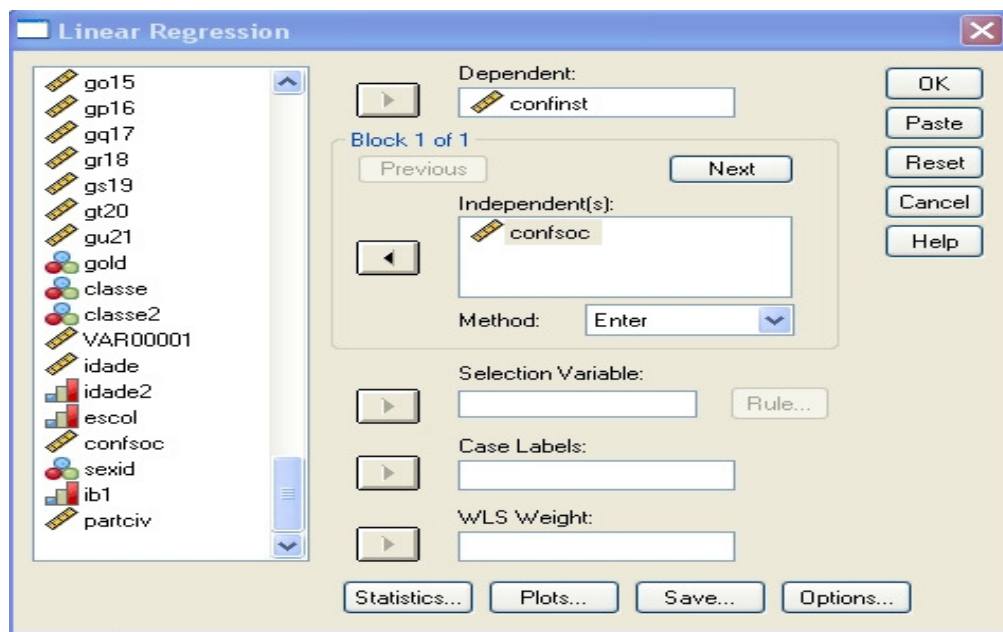 Linear Regression
go15
gp16
gq17
gr18
gs19
gt20
gu21
gold
classe
classe2
VAR00001
idade
idade2
escol
confsoc
sexid
ib1
partciv
Dependent:
confinst
Block 1 of 1
Previous
Next
Independent(s):
confsoc
Method:
Enter
Selection Variable:
Rule...
Case Labels:
WLS Weight:
Statistics...
Plots...
Save...
Options...
OK
Paste
Reset
Cancel
Help